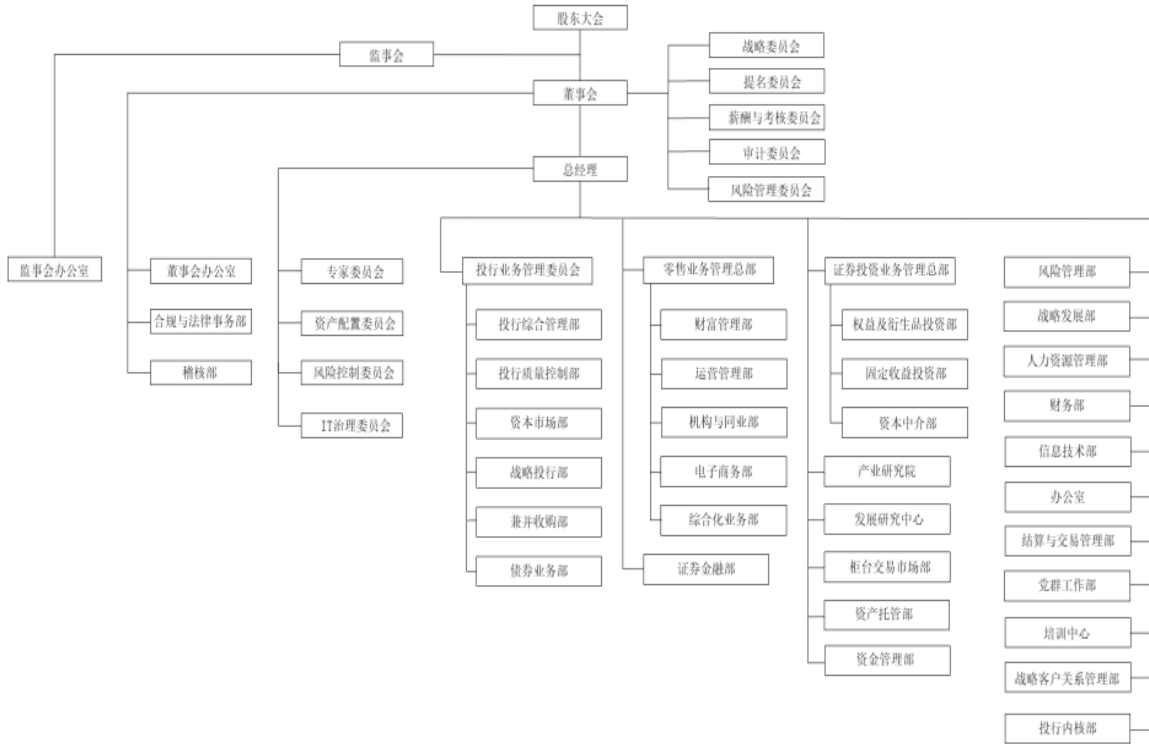 股东大会
监事会
战略委员会
提名委员会
董事会
薪酬与考核委员会
审计委员会
总经理
风险管理委员会
监事会办公室
董事会办公室
合规与法律事务部
稽核部
专家委员会
资产配置委员会
风险控制委员会
IT治理委员会
投行业务管理委员会
投行综合管理部
投行质量控制部
资本市场部
战略投行部
兼并收购部
债券业务部
零售业务管理总部
财富管理部
运营管理部
机构与同业部
电子商务部
综合化业务部
证券金融部
证券投资业务管理总部
权益及衍生品投资部
固定收益投资部
资本中介部
产业研究院
发展研究中心
柜台交易市场部
资产托管部
资金管理部
风险管理部
战略发展部
人力资源管理部
财务部
信息技术部
办公室
结算与交易管理部
党群工作部
培训中心
战略客户关系管理部
投行内核部